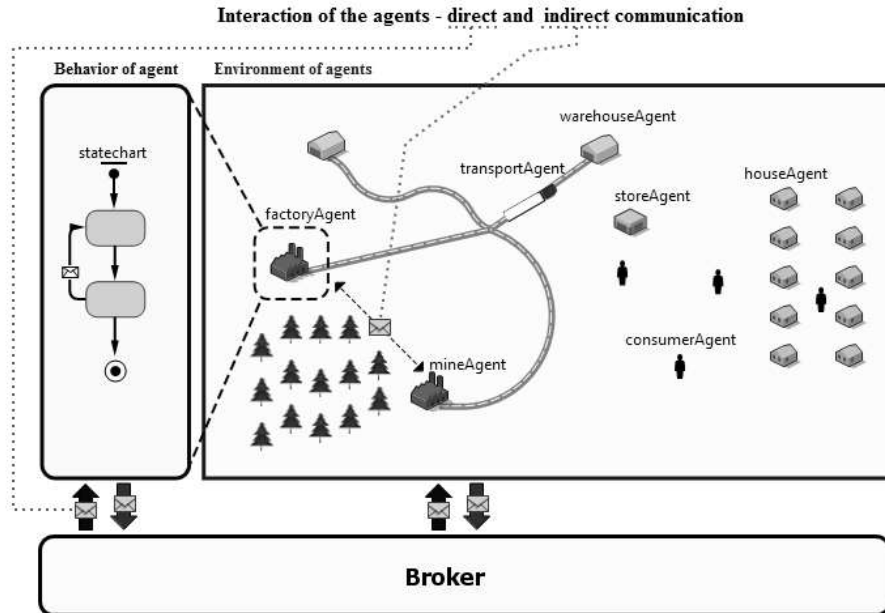 Interaction of the agents - direct and indirect communication
Behavior of agent
Environment of agents
statechart
warehouseAgent
transportAgent
houseAgent
storeAgent
factoryAgent
consumerAgent
mineAgent
Broker